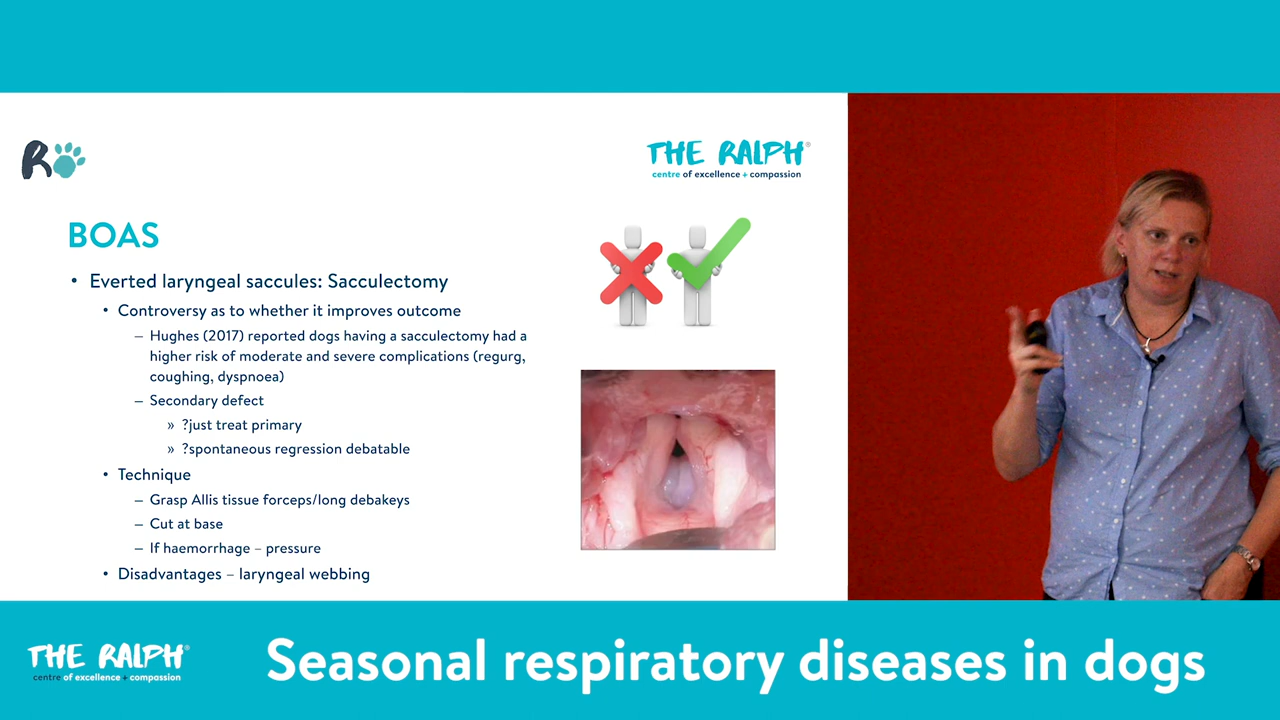 R
THE RALPH®
centre of excellence + compassion
BOAS
• Everted laryngeal saccules: Sacculectomy
• Controversy as to whether it improves outcome
– Hughes (2017) reported dogs having a sacculectomy had a
higher risk of moderate and severe complications (regurg,
coughing, dyspnoea)
– Secondary defect
» ?just treat primary
» ?spontaneous regression debatable
• Technique
– Grasp Allis tissue forceps/long debakeys
– Cut at base
– If haemorrhage – pressure
• Disadvantages – laryngeal webbing
THE RALPH®
centre of excellence + compassion
Seasonal respiratory diseases in dogs